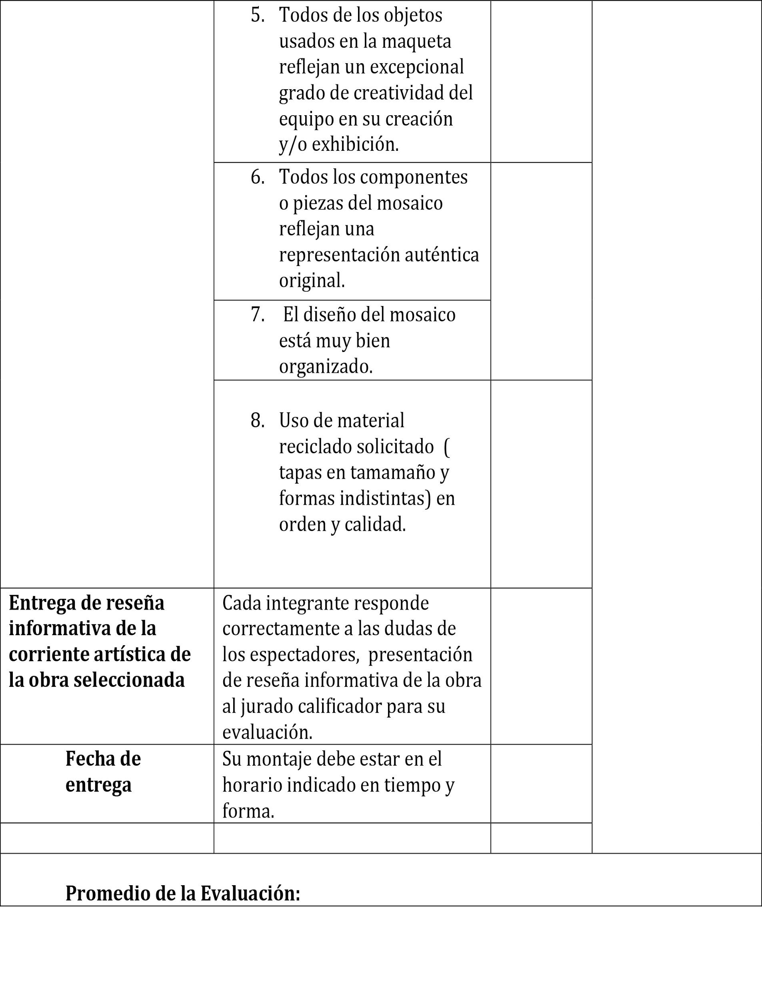 5. Todos de los objetos
usados en la maqueta
reflejan un excepcional
grado de creatividad del
equipo en su creación
y/o exhibición.
6. Todos los componentes
o piezas del mosaico
reflejan una
representación auténtica
original.
7. El diseño del mosaico
está muy bien
organizado.
8. Uso de material
reciclado solicitado (
tapas en tamamaño y
formas indistintas) en
orden y calidad.
Entrega de reseña
informativa de la
corriente artística de
la obra seleccionada
Cada integrante responde
correctamente a las dudas de
los espectadores, presentación
de reseña informativa de la obra
al jurado calificador para su
evaluación.
Fecha de
entrega
Su montaje debe estar en el
horario indicado en tiempo y
forma.
Promedio de la Evaluación: